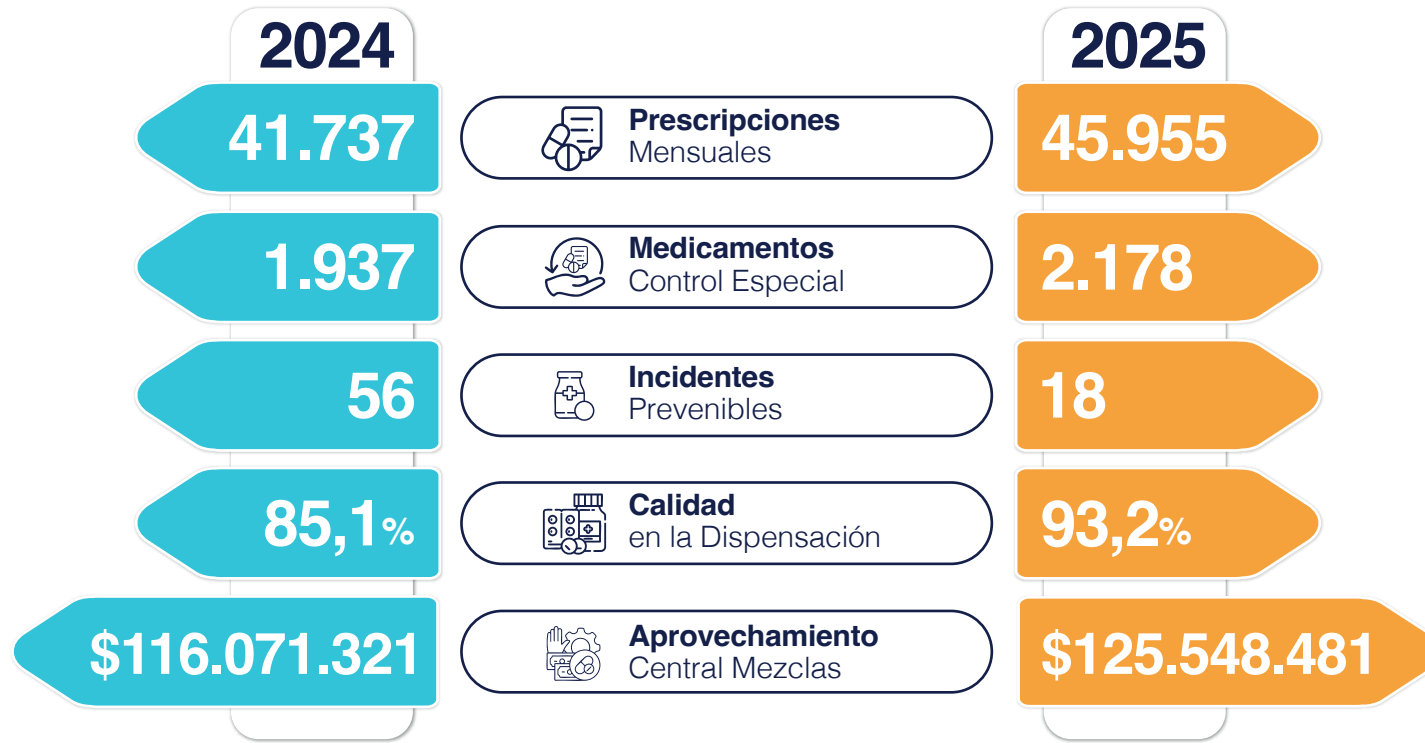 2024
2025
41.737
Prescripciones
Mensuales
45.955
1.937
Medicamentos
Control Especial
2.178
56
Incidentes
Prevenibles
18
85,1%
Calidad
en la Dispensación
93,2%
$116.071.321
Aprovechamiento
Central Mezclas
$125.548.481